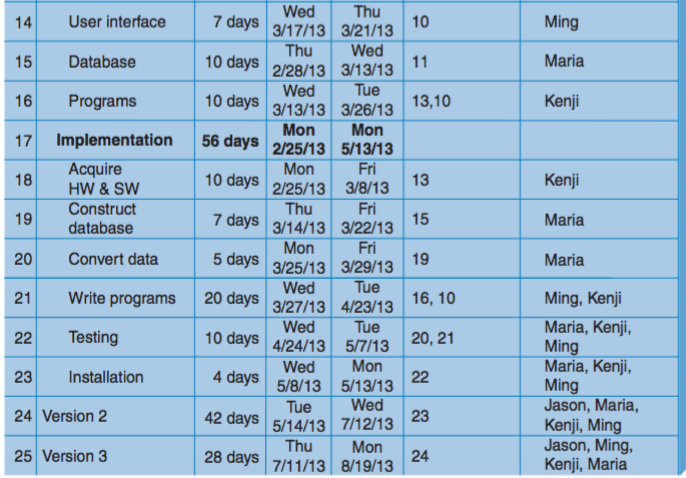 14 User interface 7 days Wed 3/17/13 Thu 3/21/13 10 Ming
15 Database 10 days Thu 2/28/13 Wed 3/13/13 11 Maria
16 Programs 10 days Wed 3/13/13 Tue 3/26/13 13,10 Kenji
17 Implementation 56 days Mon 2/25/13 Mon 5/13/13
18 Acquire HW & SW 10 days Mon 2/25/13 Fri 3/8/13 13 Kenji
19 Construct database 7 days Thu 3/14/13 Fri 3/22/13 15 Maria
20 Convert data 5 days Mon 3/25/13 Fri 3/29/13 19 Maria
21 Write programs 20 days Wed 3/27/13 Tue 4/23/13 16, 10 Ming, Kenji
22 Testing 10 days Wed 4/24/13 Tue 5/7/13 20, 21 Maria, Kenji, Ming
23 Installation 4 days Wed 5/8/13 Mon 5/13/13 22 Maria, Kenji, Ming
24 Version 2 42 days Tue 5/14/13 Wed 7/12/13 23 Jason, Maria, Kenji, Ming
25 Version 3 28 days Thu 7/11/13 Mon 8/19/13 24 Jason, Ming, Kenji, Maria